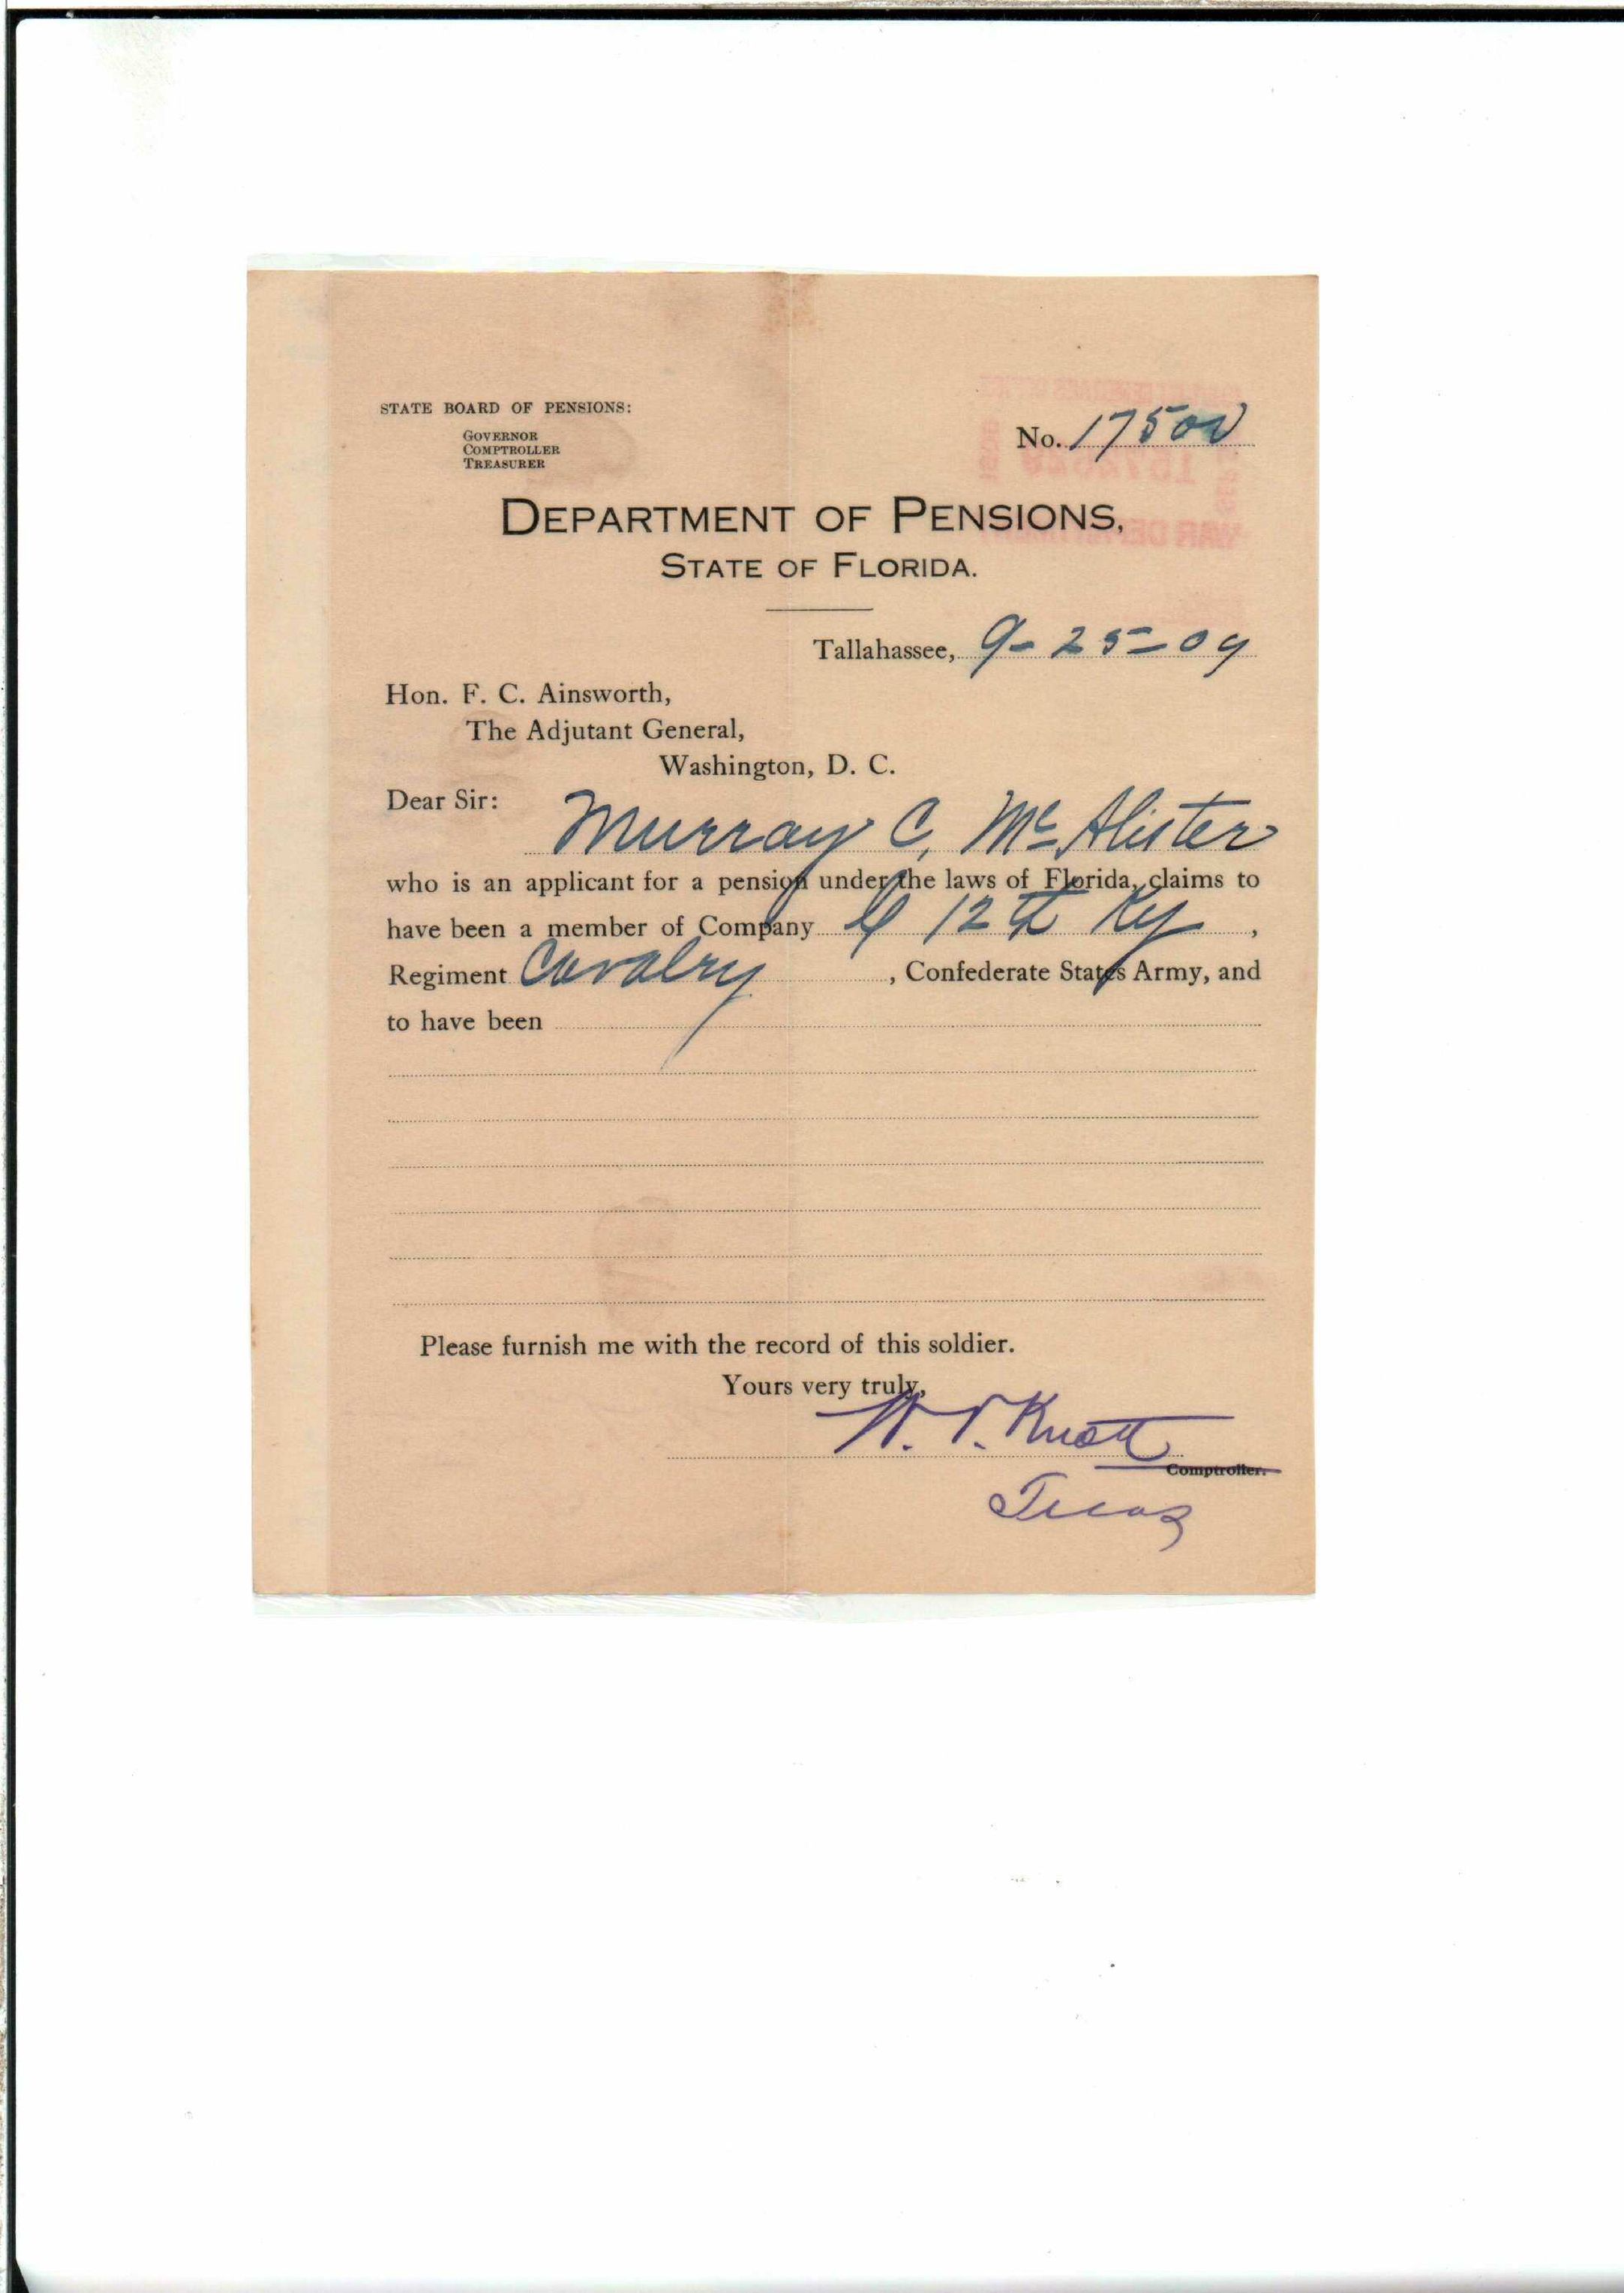 STATE BOARD OF PENSIONS:
GOVERNOR
COMPTROLLER
TREASURER
No. 17500
DEPARTMENT OF PENSIONS,
STATE OF FLORIDA.
Tallahassee, 9-25-09
Hon. F. C. Ainsworth,
The Adjutant General,
Washington, D. C.
Dear Sir:
Murray C, Mc Alister
who is an applicant for a pension under the laws of Florida, claims to
have been a member of Company 12th Ky,
Regiment Cavalry, Confederate States Army, and
to have been
Please furnish me with the record of this soldier.
Yours very truly,
W. V. Knott
Comptroller.
Treas